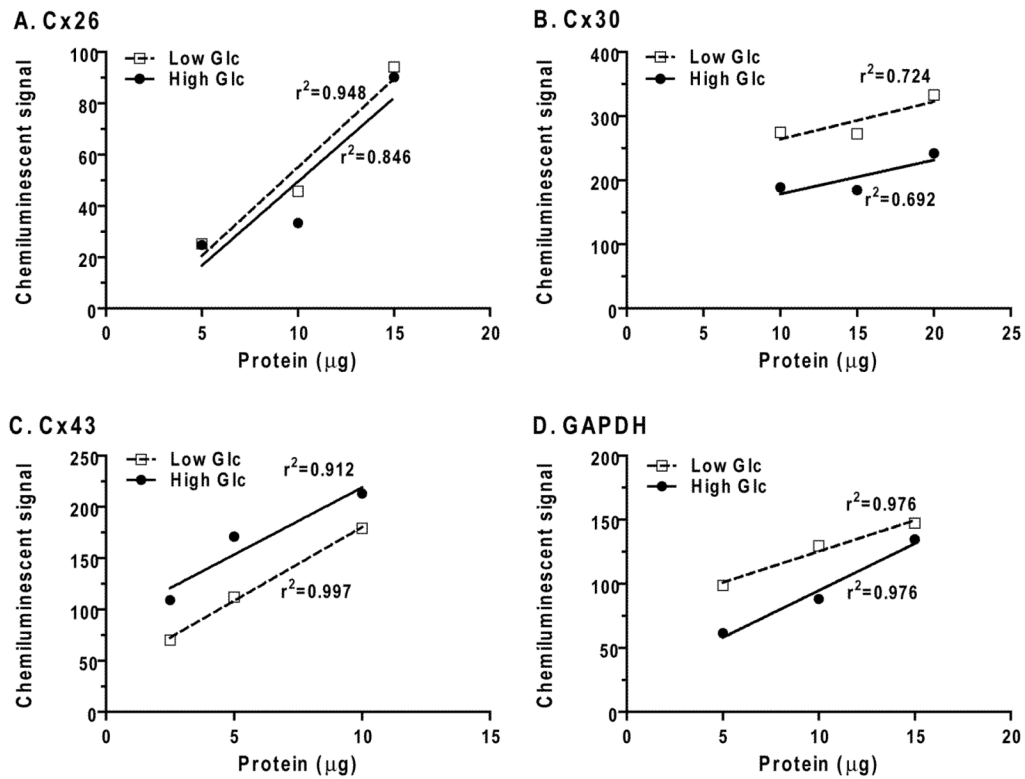 A. Cx26
Low Glc
High Glc
r²=0.948
r²=0.846
Chemiluminescent signal
100
80
60
40
20
0
0 5 10 15 20
Protein (µg)
B. Cx30
Low Glc
High Glc
r²=0.724
r²=0.692
Chemiluminescent signal
400
300
200
100
0
0 5 10 15 20 25
Protein (µg)
C. Cx43
Low Glc
High Glc
r²=0.912
r²=0.997
Chemiluminescent signal
250
200
150
100
50
0
0 5 10 15
Protein (µg)
D. GAPDH
Low Glc
High Glc
r²=0.976
r²=0.976
Chemiluminescent signal
200
150
100
50
0
0 5 10 15 20
Protein (µg)